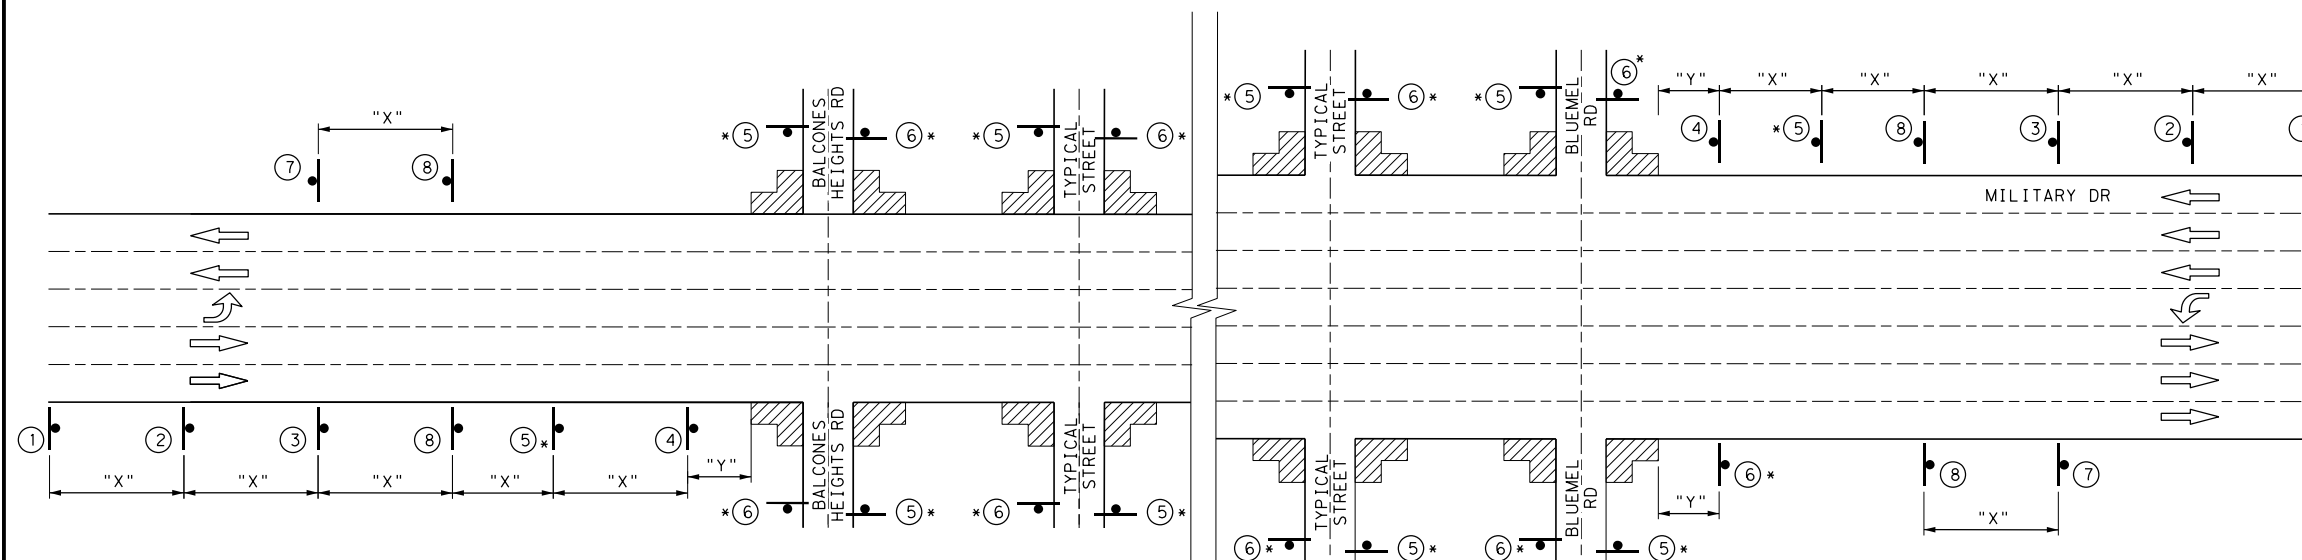 "X"
7
8
* 5
BALCONES
HEIGHTS RD
6 *
* 5
TYPICAL
STREET
6 *
* 5
TYPICAL
STREET
6 *
* 5
BLUEMEL
RD
6 *
"Y"
"X"
"X"
"X"
"X"
"X"
4
* 5
8
3
2
MILITARY DR
1
2
3
8
5 *
4
"X"
"X"
"X"
"X"
"X"
"Y"
* 6
BALCONES
HEIGHTS RD
5 *
* 6
TYPICAL
STREET
5 *
6 *
TYPICAL
STREET
5 *
6 *
BLUEMEL
RD
5 *
6 *
8
7
"Y"
"X"